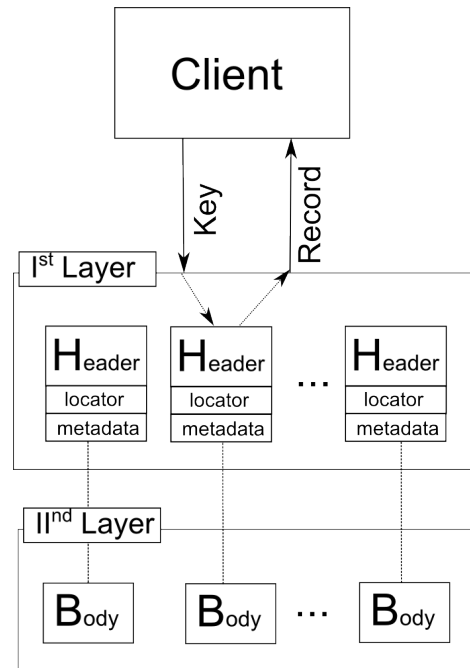 Client
Key
Record
Iˢᵗ Layer
Header Header ... Header
locator locator locator
metadata metadata metadata
IIⁿᵈ Layer
Body Body ... Body